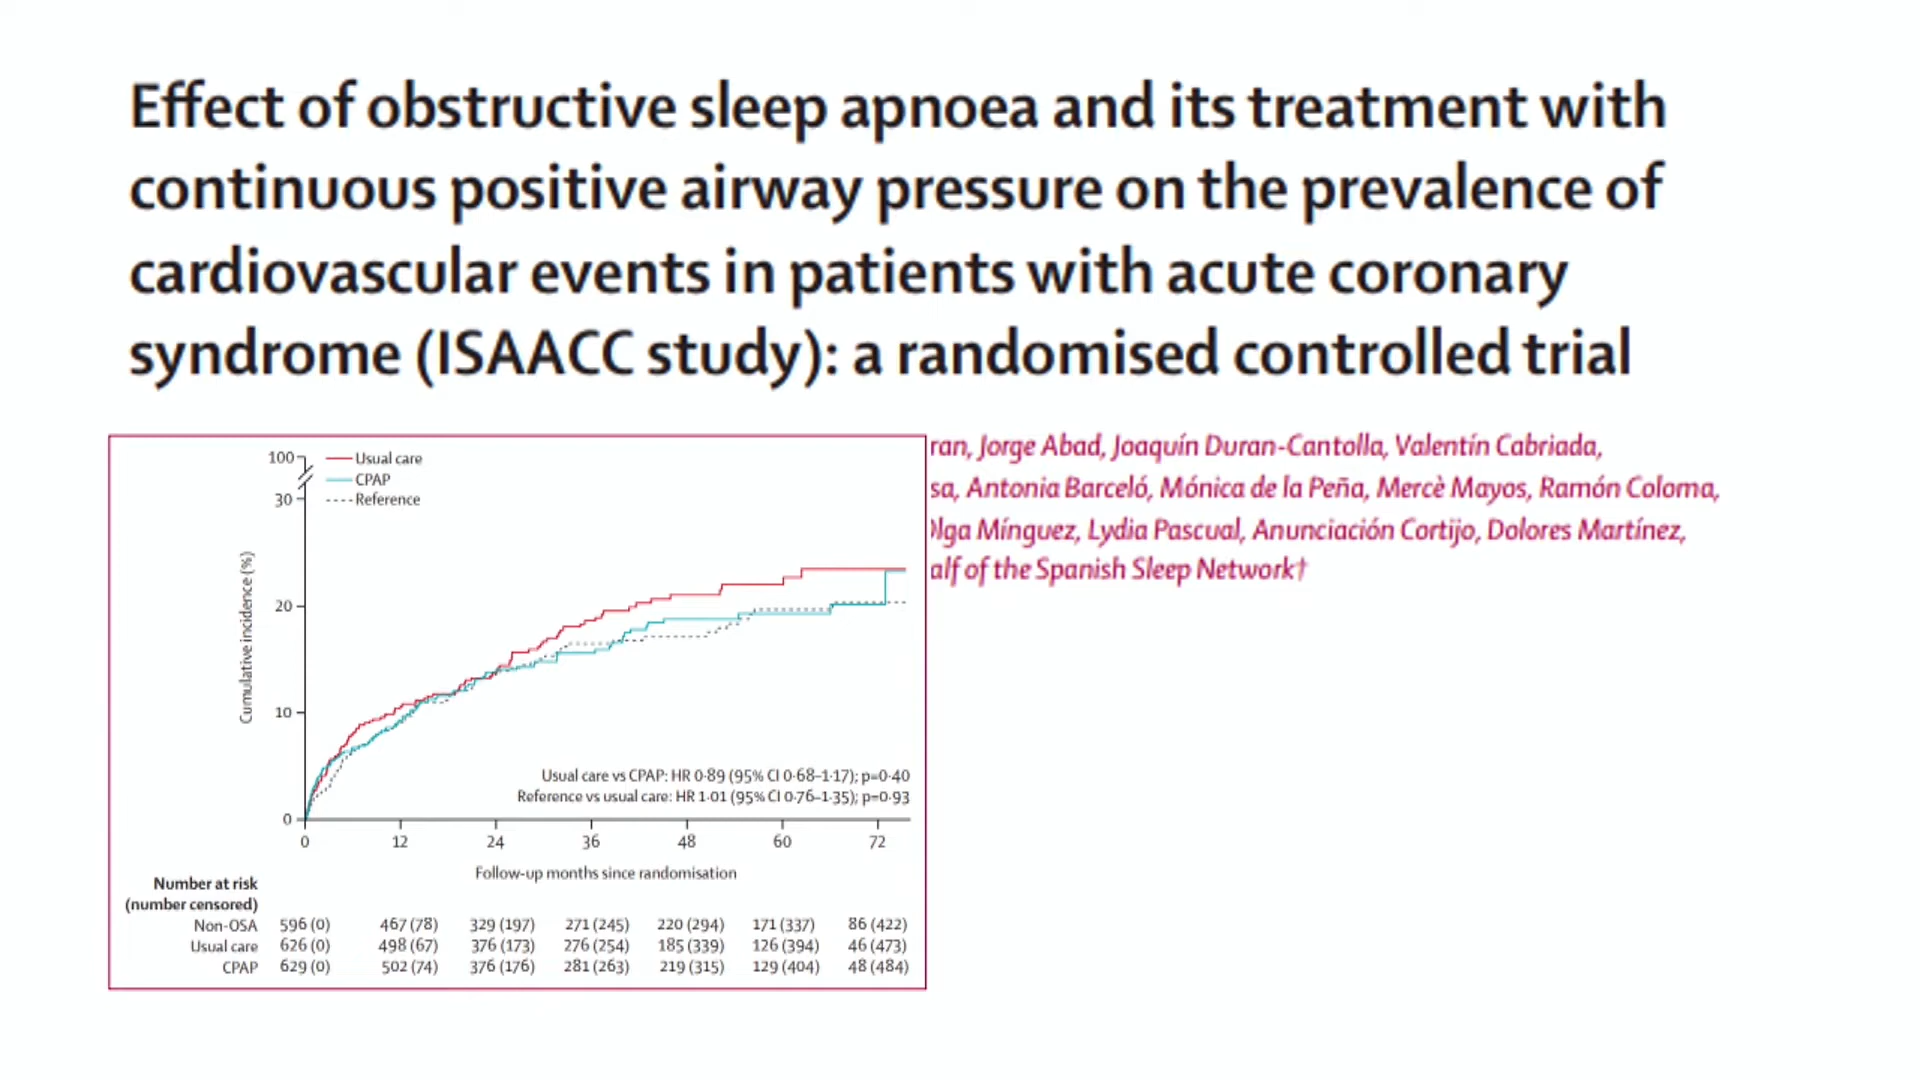 Effect of obstructive sleep apnoea and its treatment with
continuous positive airway pressure on the prevalence of
cardiovascular events in patients with acute coronary
syndrome (ISAACC study): a randomised controlled trial
Jorge Abad, Joaquín Duran-Cantolla, Valentín Cabriada,
Antonia Barceló, Mónica de la Peña, Mercè Mayos, Ramón Coloma,
Mínguez, Lydia Pascual, Anunciación Cortijo, Dolores Martínez,
of the Spanish Sleep Network†
100
Usual care
CPAP
30
Reference
20
10
0
Cumulative incidence (%)
Usual care vs CPAP: HR 0·89 (95% CI 0·68–1·17); p=0·40
Reference vs usual care: HR 1·01 (95% CI 0·76–1·35); p=0·93
0 12 24 36 48 60 72
Follow-up months since randomisation
Number at risk
(number censored)
Non-OSA 596 (0) 467 (78) 329 (197) 271 (245) 220 (294) 171 (337) 86 (422)
Usual care 626 (0) 498 (67) 376 (173) 276 (254) 185 (339) 126 (394) 46 (473)
CPAP 629 (0) 502 (74) 376 (176) 281 (263) 219 (315) 129 (404) 48 (484)